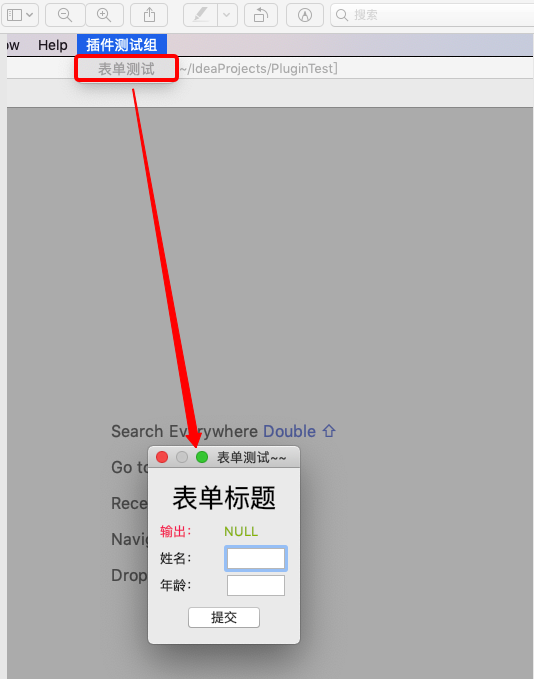 搜索
ow Help 插件测试组
表单测试 ~/IdeaProjects/PluginTest]
Search Everywhere Double ⇧
Go to
Rece
Navig
Drop
表单测试~~
表单标题
输出: NULL
姓名:
年龄:
提交